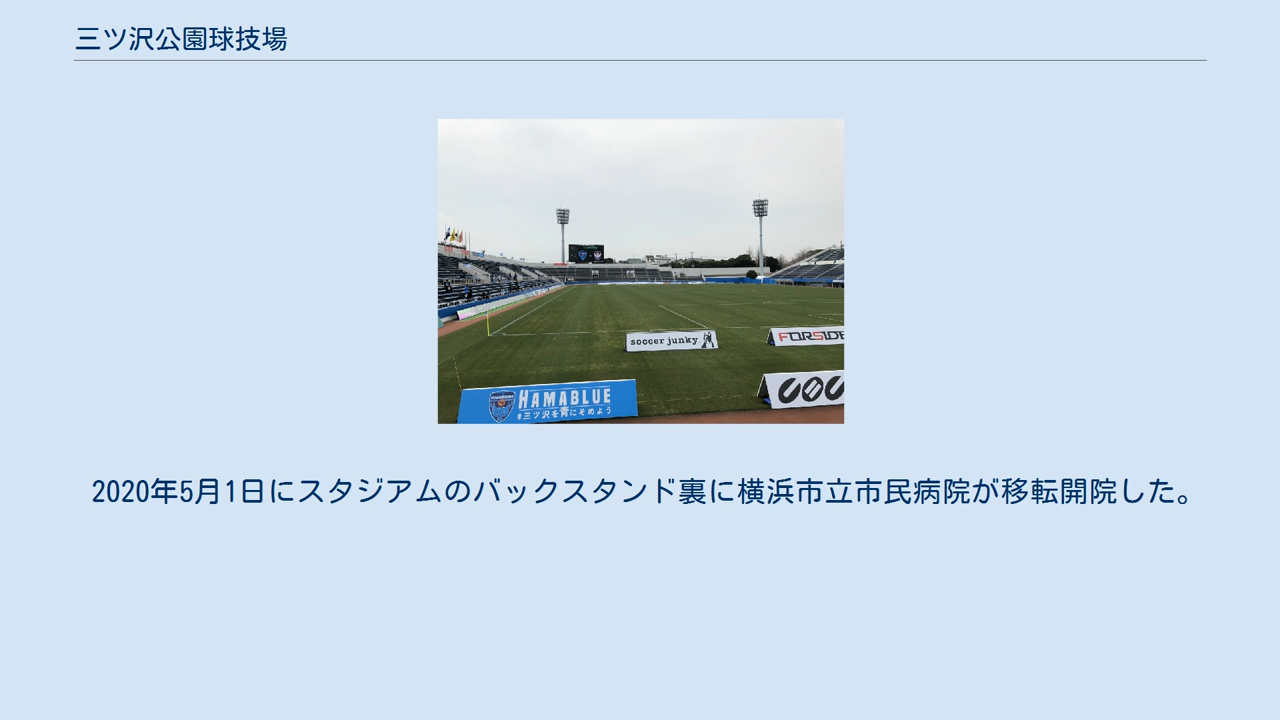 三ツ沢公園球技場
soccer junky
FORSIDE
HAMABLUE
#三ツ沢を青にそめよう
2020年5月1日にスタジアムのバックスタンド裏に横浜市立市民病院が移転開院した。